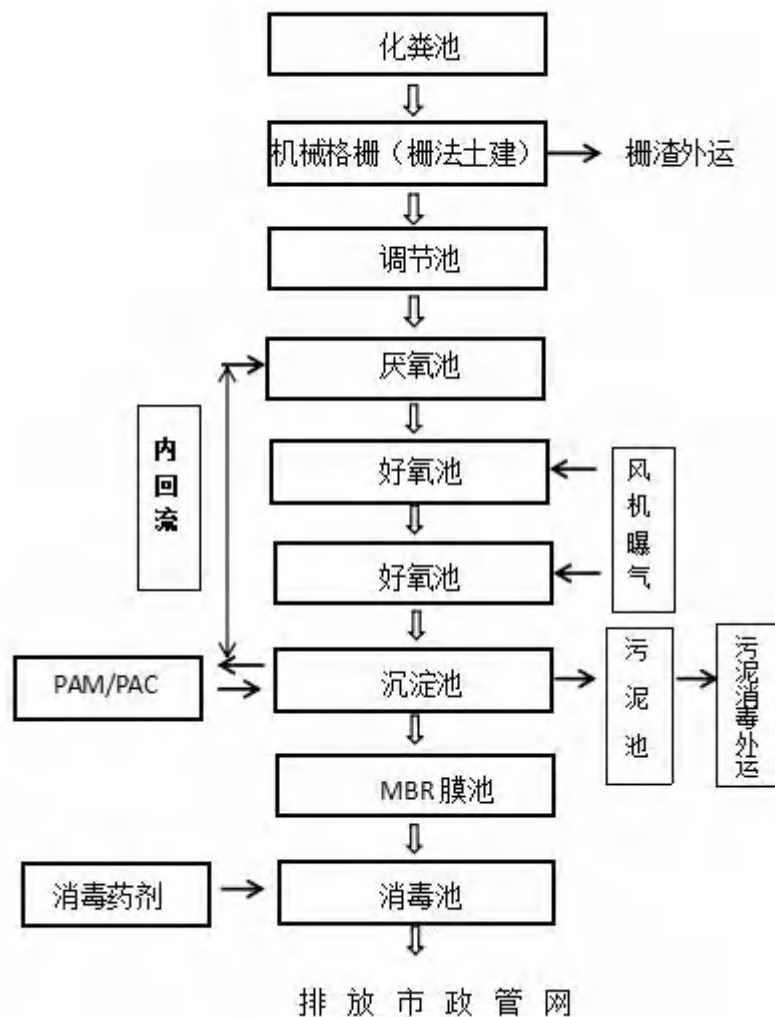 化粪池
机械格栅（栅法土建）
栅渣外运
调节池
厌氧池
内回流
好氧池
风机曝气
好氧池
PAM/PAC
沉淀池
污泥池
污泥消毒外运
MBR膜池
消毒药剂
消毒池
排放市政管网